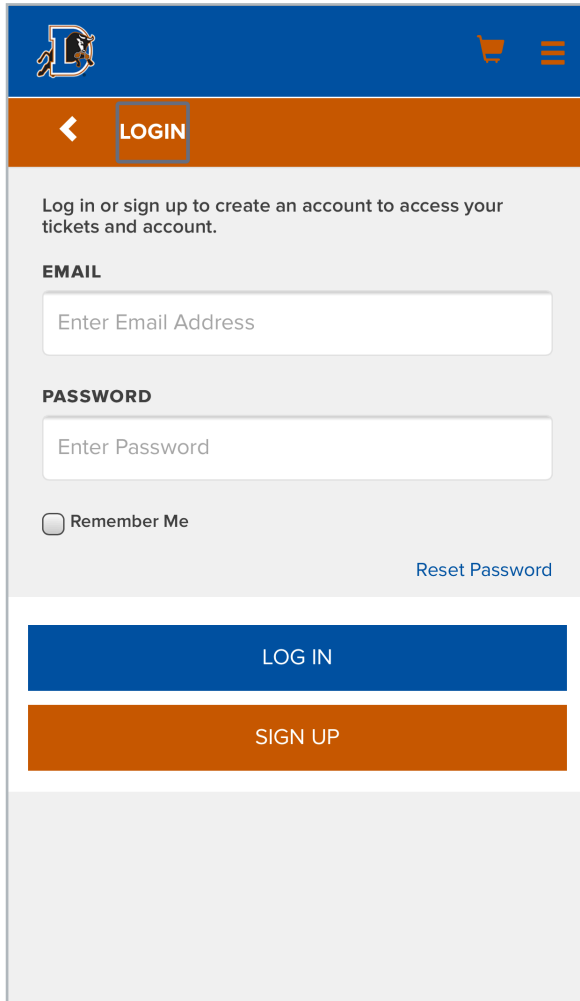 D
LOGIN
Log in or sign up to create an account to access your
tickets and account.
EMAIL
Enter Email Address
PASSWORD
Enter Password
Remember Me
Reset Password
LOG IN
SIGN UP